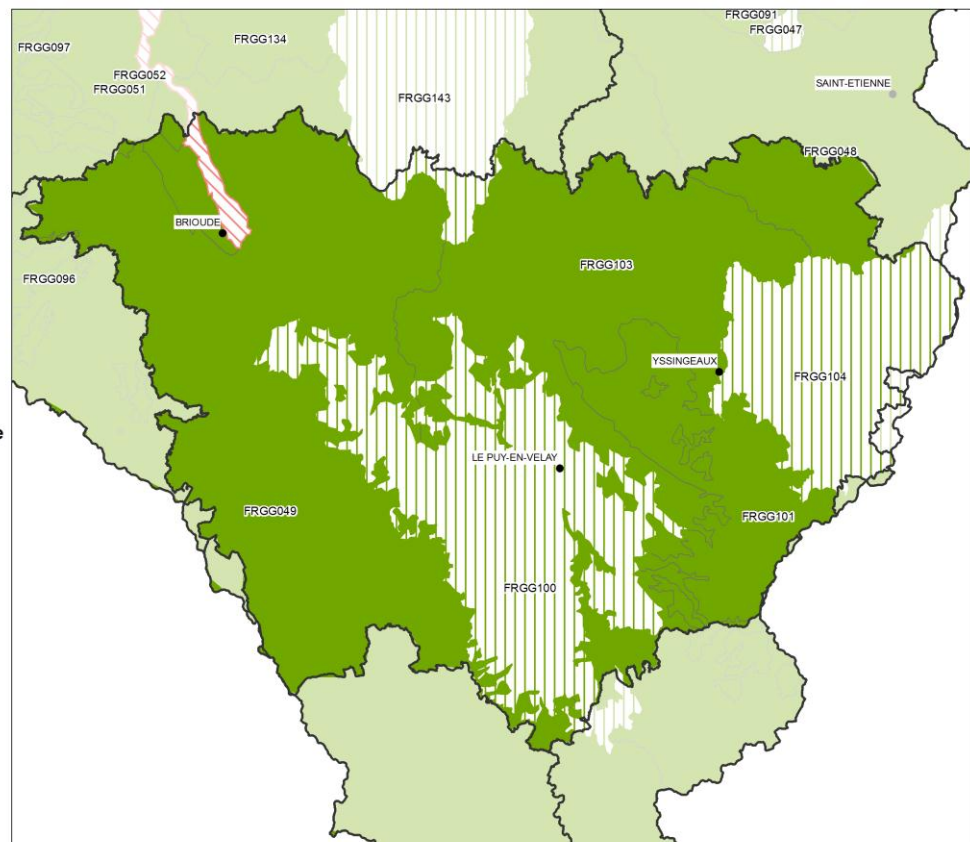 FRGG091
FRGG047
FRGG097
FRGG134
FRGG052
FRGG051
SAINT-ETIENNE
FRGG143
FRGG048
BRIOUDE
FRGG103
FRGG096
YSSINGEAUX
FRGG104
e
LE PUY-EN-VELAY
FRGG049
FRGG101
FRGG100